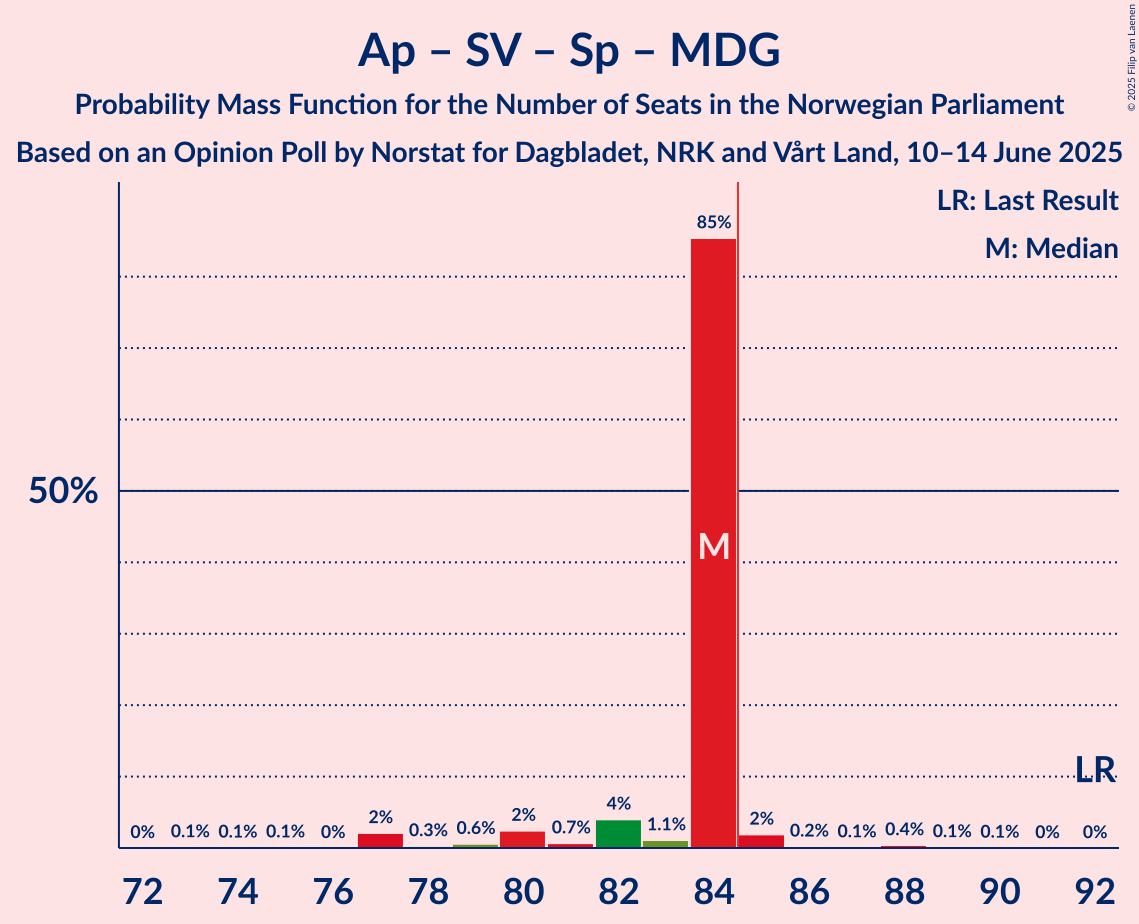 Ap – SV – Sp – MDG
Probability Mass Function for the Number of Seats in the Norwegian Parliament
Based on an Opinion Poll by Norstat for Dagbladet, NRK and Vårt Land, 10–14 June 2025
© 2025 Filip van Laenen
LR: Last Result
M: Median
85%
50%
M
LR
0% 0.1% 0.1% 0.1% 0% 2% 0.3% 0.6% 2% 0.7% 4% 1.1% 2% 0.2% 0.1% 0.4% 0.1% 0.1% 0% 0%
72 74 76 78 80 82 84 86 88 90 92